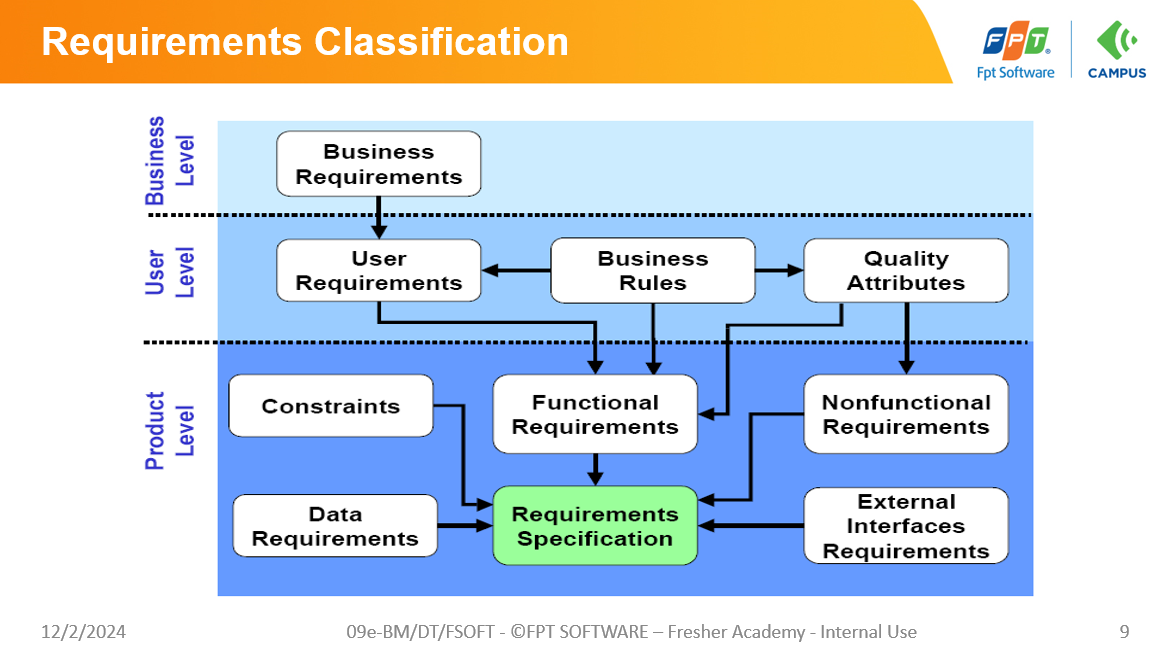 Requirements Classification
FPT
Fpt Software
CAMPUS
Business
Level
Business
Requirements
User
Level
User
Requirements
Business
Rules
Quality
Attributes
Product
Level
Constraints
Functional
Requirements
Nonfunctional
Requirements
Data
Requirements
Requirements
Specification
External
Interfaces
Requirements
12/2/2024
09e-BM/DT/FSOFT - ©FPT SOFTWARE – Fresher Academy - Internal Use
9